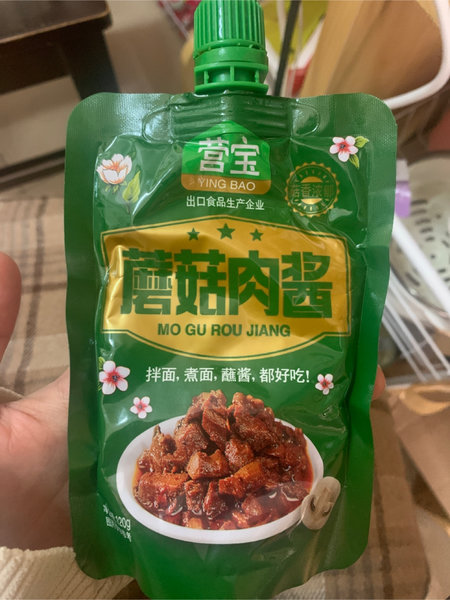 营宝
YING BAO
出口食品生产企业
蘑菇肉酱
MO GU ROU JIANG
拌面，煮面，蘸酱，都好吃！
120g